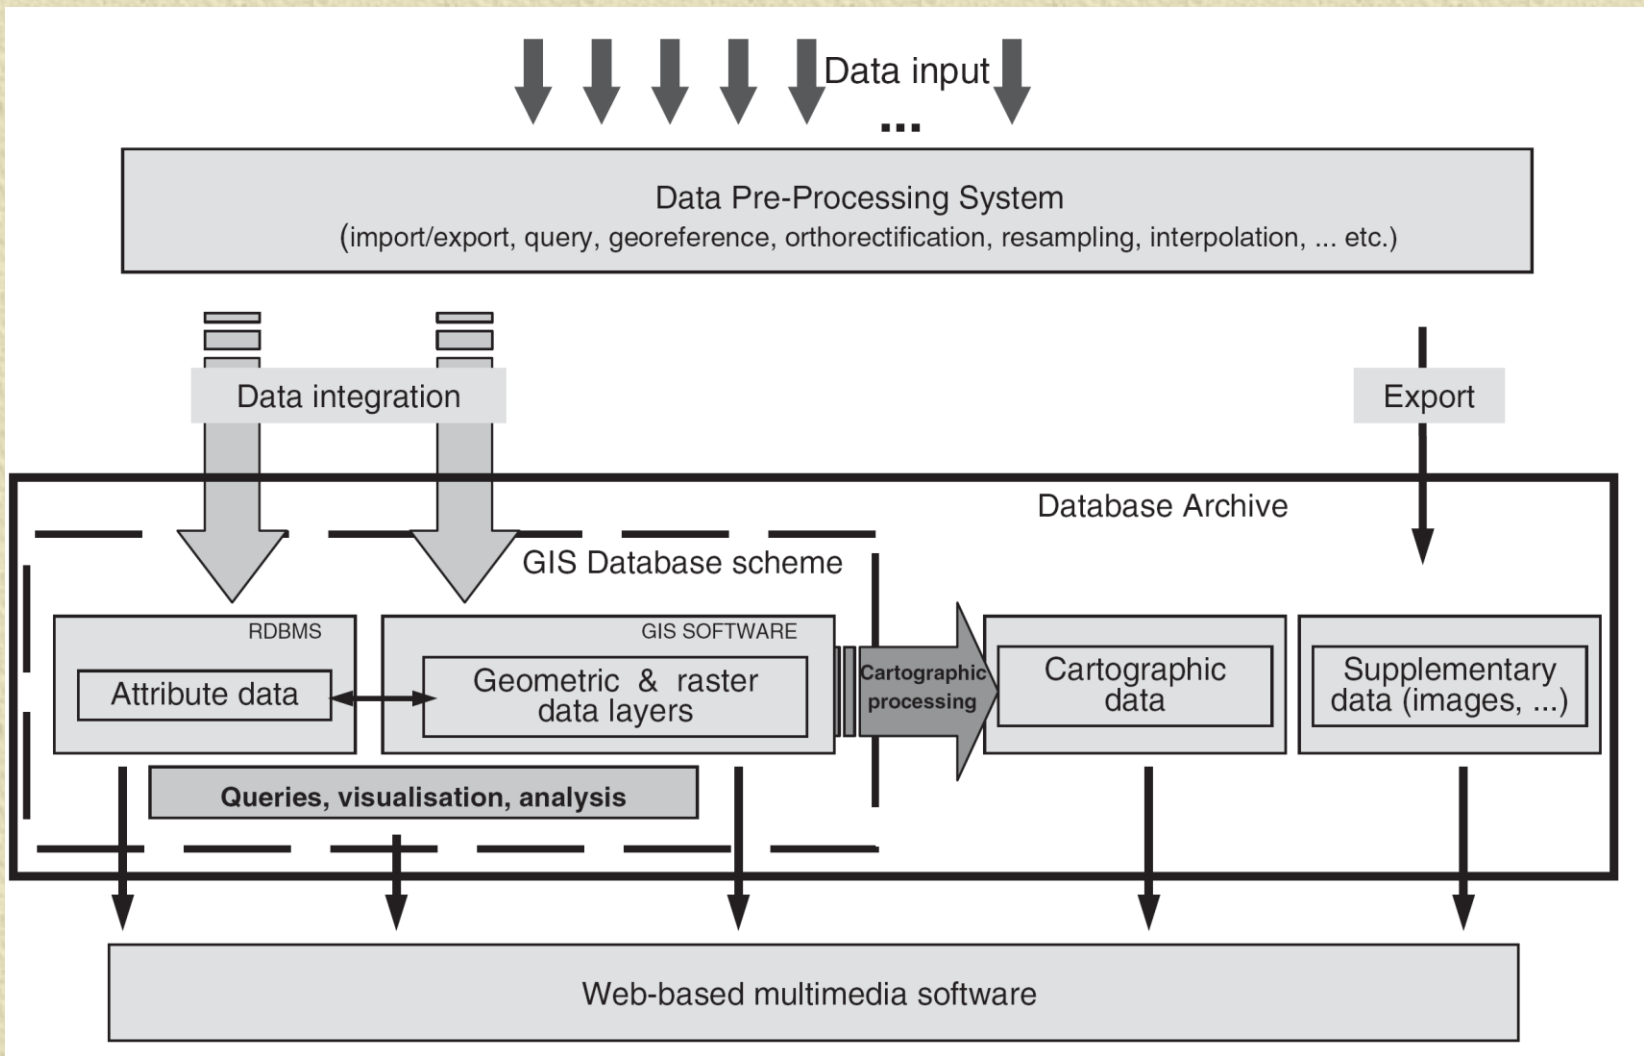 Data input
...
Data Pre-Processing System
(import/export, query, georeference, orthorectification, resampling, interpolation, ... etc.)
Data integration
Export
Database Archive
GIS Database scheme
RDBMS
Attribute data
GIS SOFTWARE
Geometric & raster
data layers
Cartographic
processing
Cartographic
data
Supplementary
data (images, ...)
Queries, visualisation, analysis
Web-based multimedia software